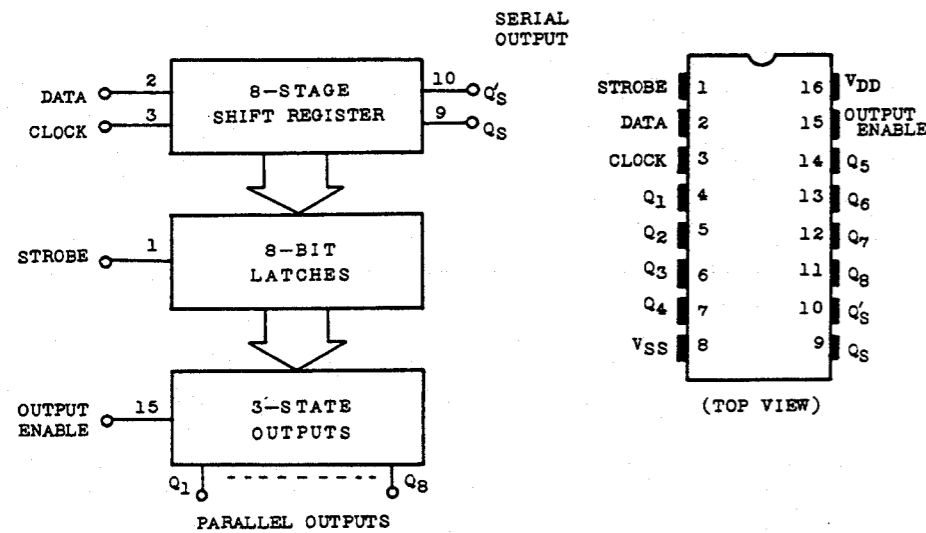 SERIAL
OUTPUT
2
DATA
3
CLOCK
8-STAGE
SHIFT REGISTER
10
Q'S
9
QS
STROBE
1
8-BIT
LATCHES
OUTPUT
ENABLE
15
3-STATE
OUTPUTS
Q1
Q8
PARALLEL OUTPUTS
STROBE 1 16 VDD
DATA 2 15 OUTPUT
ENABLE
CLOCK 3 14 Q5
Q1 4 13 Q6
Q2 5 12 Q7
Q3 6 11 Q8
Q4 7 10 Q'S
VSS 8 9 QS
(TOP VIEW)